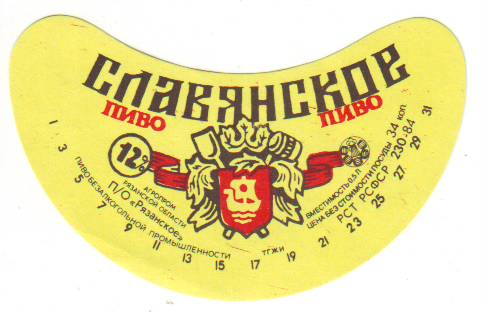 СЛАВЯНСКОЕ
ПИВО ПИВО
12%
АГРОПРОМ
РЯЗАНСКОЙ ОБЛАСТИ
П/О «Рязанское»
ПИВОБЕЗАЛКОГОЛЬНОЙ ПРОМЫШЛЕННОСТИ
ТГЖИ
ВМЕСТИМОСТЬ 0,5 Л
ЦЕНА БЕЗ СТОИМОСТИ ПОСУДЫ 34 КОП
РСТ РСФСР 230-84
1 3 5 7 9 11 13 15 17 19 21 23 25 27 29 31